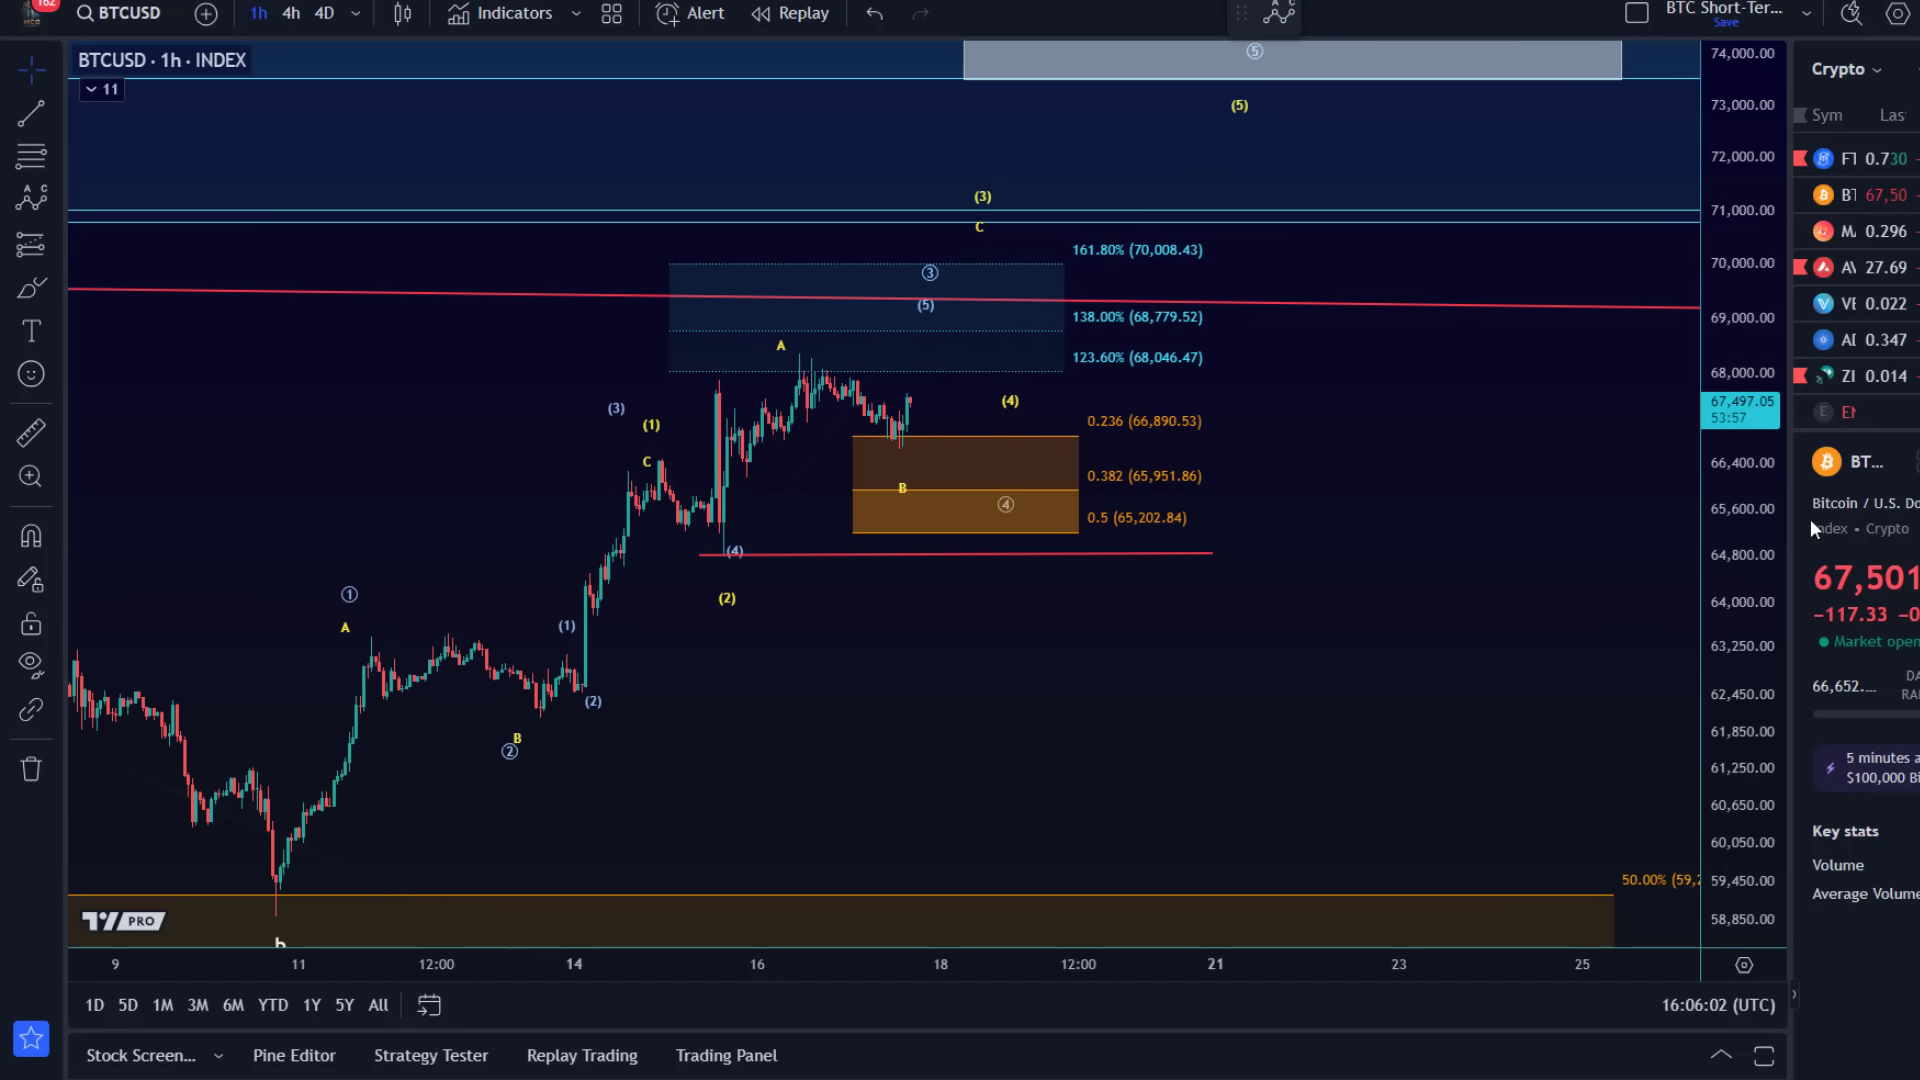 162
BTCUSD
1h 4h 4D
Indicators
Alert
Replay
BTC Short-Ter...
Save
BTCUSD · 1h · INDEX
11
⑤
(5)
(3)
C
161.80% (70,008.43)
③
(5)
138.00% (68,779.52)
A
123.60% (68,046.47)
(3)
(1)
(4)
0.236 (66,890.53)
C
0.382 (65,951.86)
B
④
0.5 (65,202.84)
(4)
(2)
①
A
(1)
(2)
B
②
50.00% (59,2
b
PRO
74,000.00
73,000.00
72,000.00
71,000.00
70,000.00
69,000.00
68,000.00
67,497.05
53:57
66,400.00
65,600.00
64,800.00
64,000.00
63,250.00
62,450.00
61,850.00
61,250.00
60,650.00
60,050.00
59,450.00
58,850.00
9 11 12:00 14 16 18 12:00 21 23 25
1D 5D 1M 3M 6M YTD 1Y 5Y All
16:06:02 (UTC)
Stock Screen... Pine Editor Strategy Tester Replay Trading Trading Panel
Crypto
Sym Las
0.730
67,50
0.296
27.69
VE 0.022
0.347
0.014
E
BT...
Bitcoin / U.S. Do
Index • Crypto
67,501
−117.33 −0
Market open
66,652....
DA
RA
5 minutes a
$100,000 Bi
Key stats
Volume
Average Volume